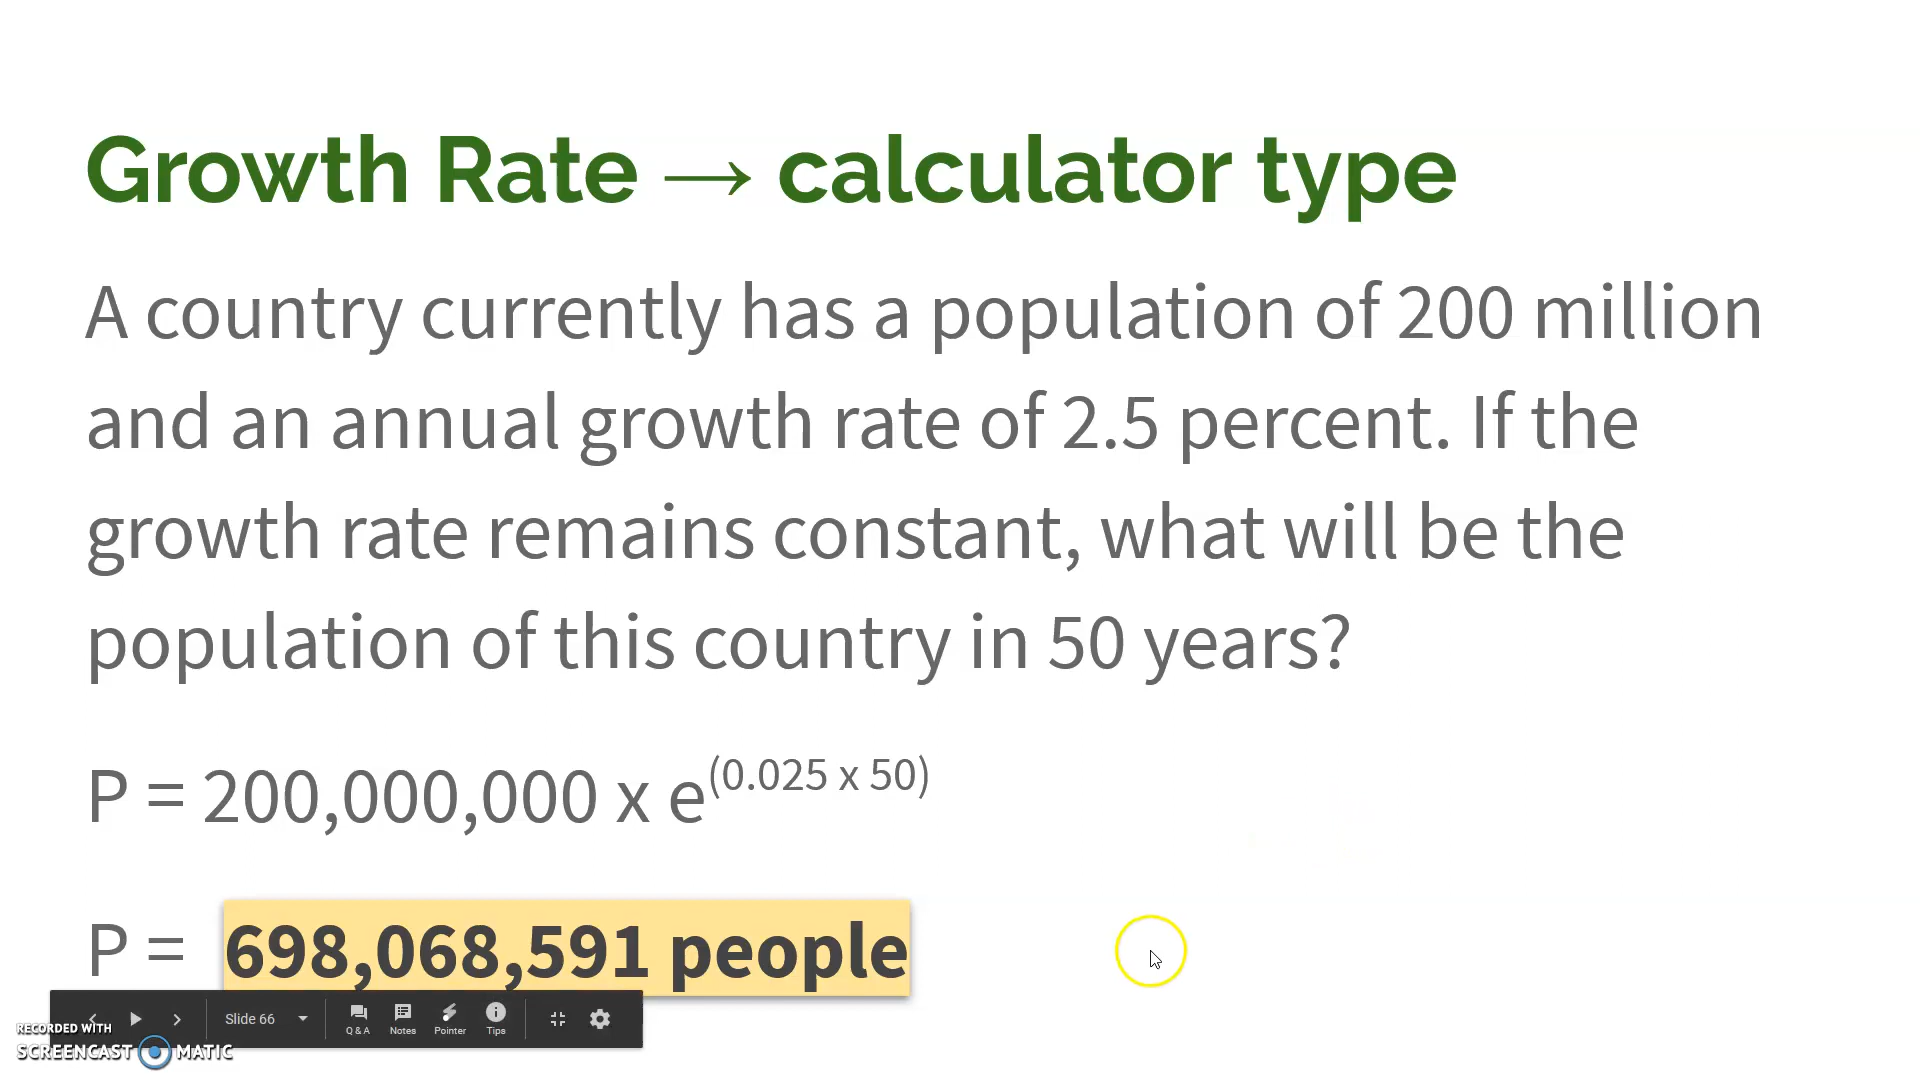 Growth Rate → calculator type
A country currently has a population of 200 million
and an annual growth rate of 2.5 percent. If the
growth rate remains constant, what will be the
population of this country in 50 years?
P = 200,000,000 x e^(0.025 x 50)
P = 698,068,591 people
Slide 66
Q & A Notes Pointer Tips
RECORDED WITH
SCREENCAST MATIC